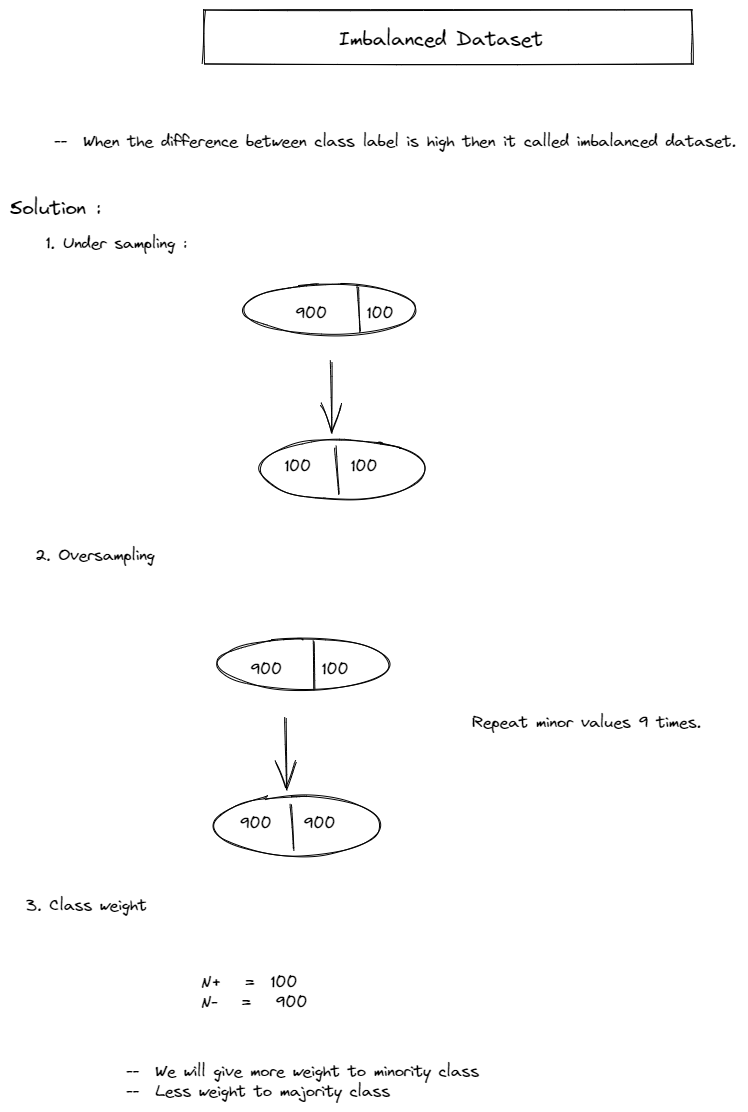 Imbalanced Dataset
-- When the difference between class label is high then it called imbalanced dataset.
Solution :
1. Under sampling :
900 100
100 100
2. Oversampling
900 100
Repeat minor values 9 times.
900 900
3. Class weight
N+ = 100
N- = 900
-- We will give more weight to minority class
-- Less weight to majority class